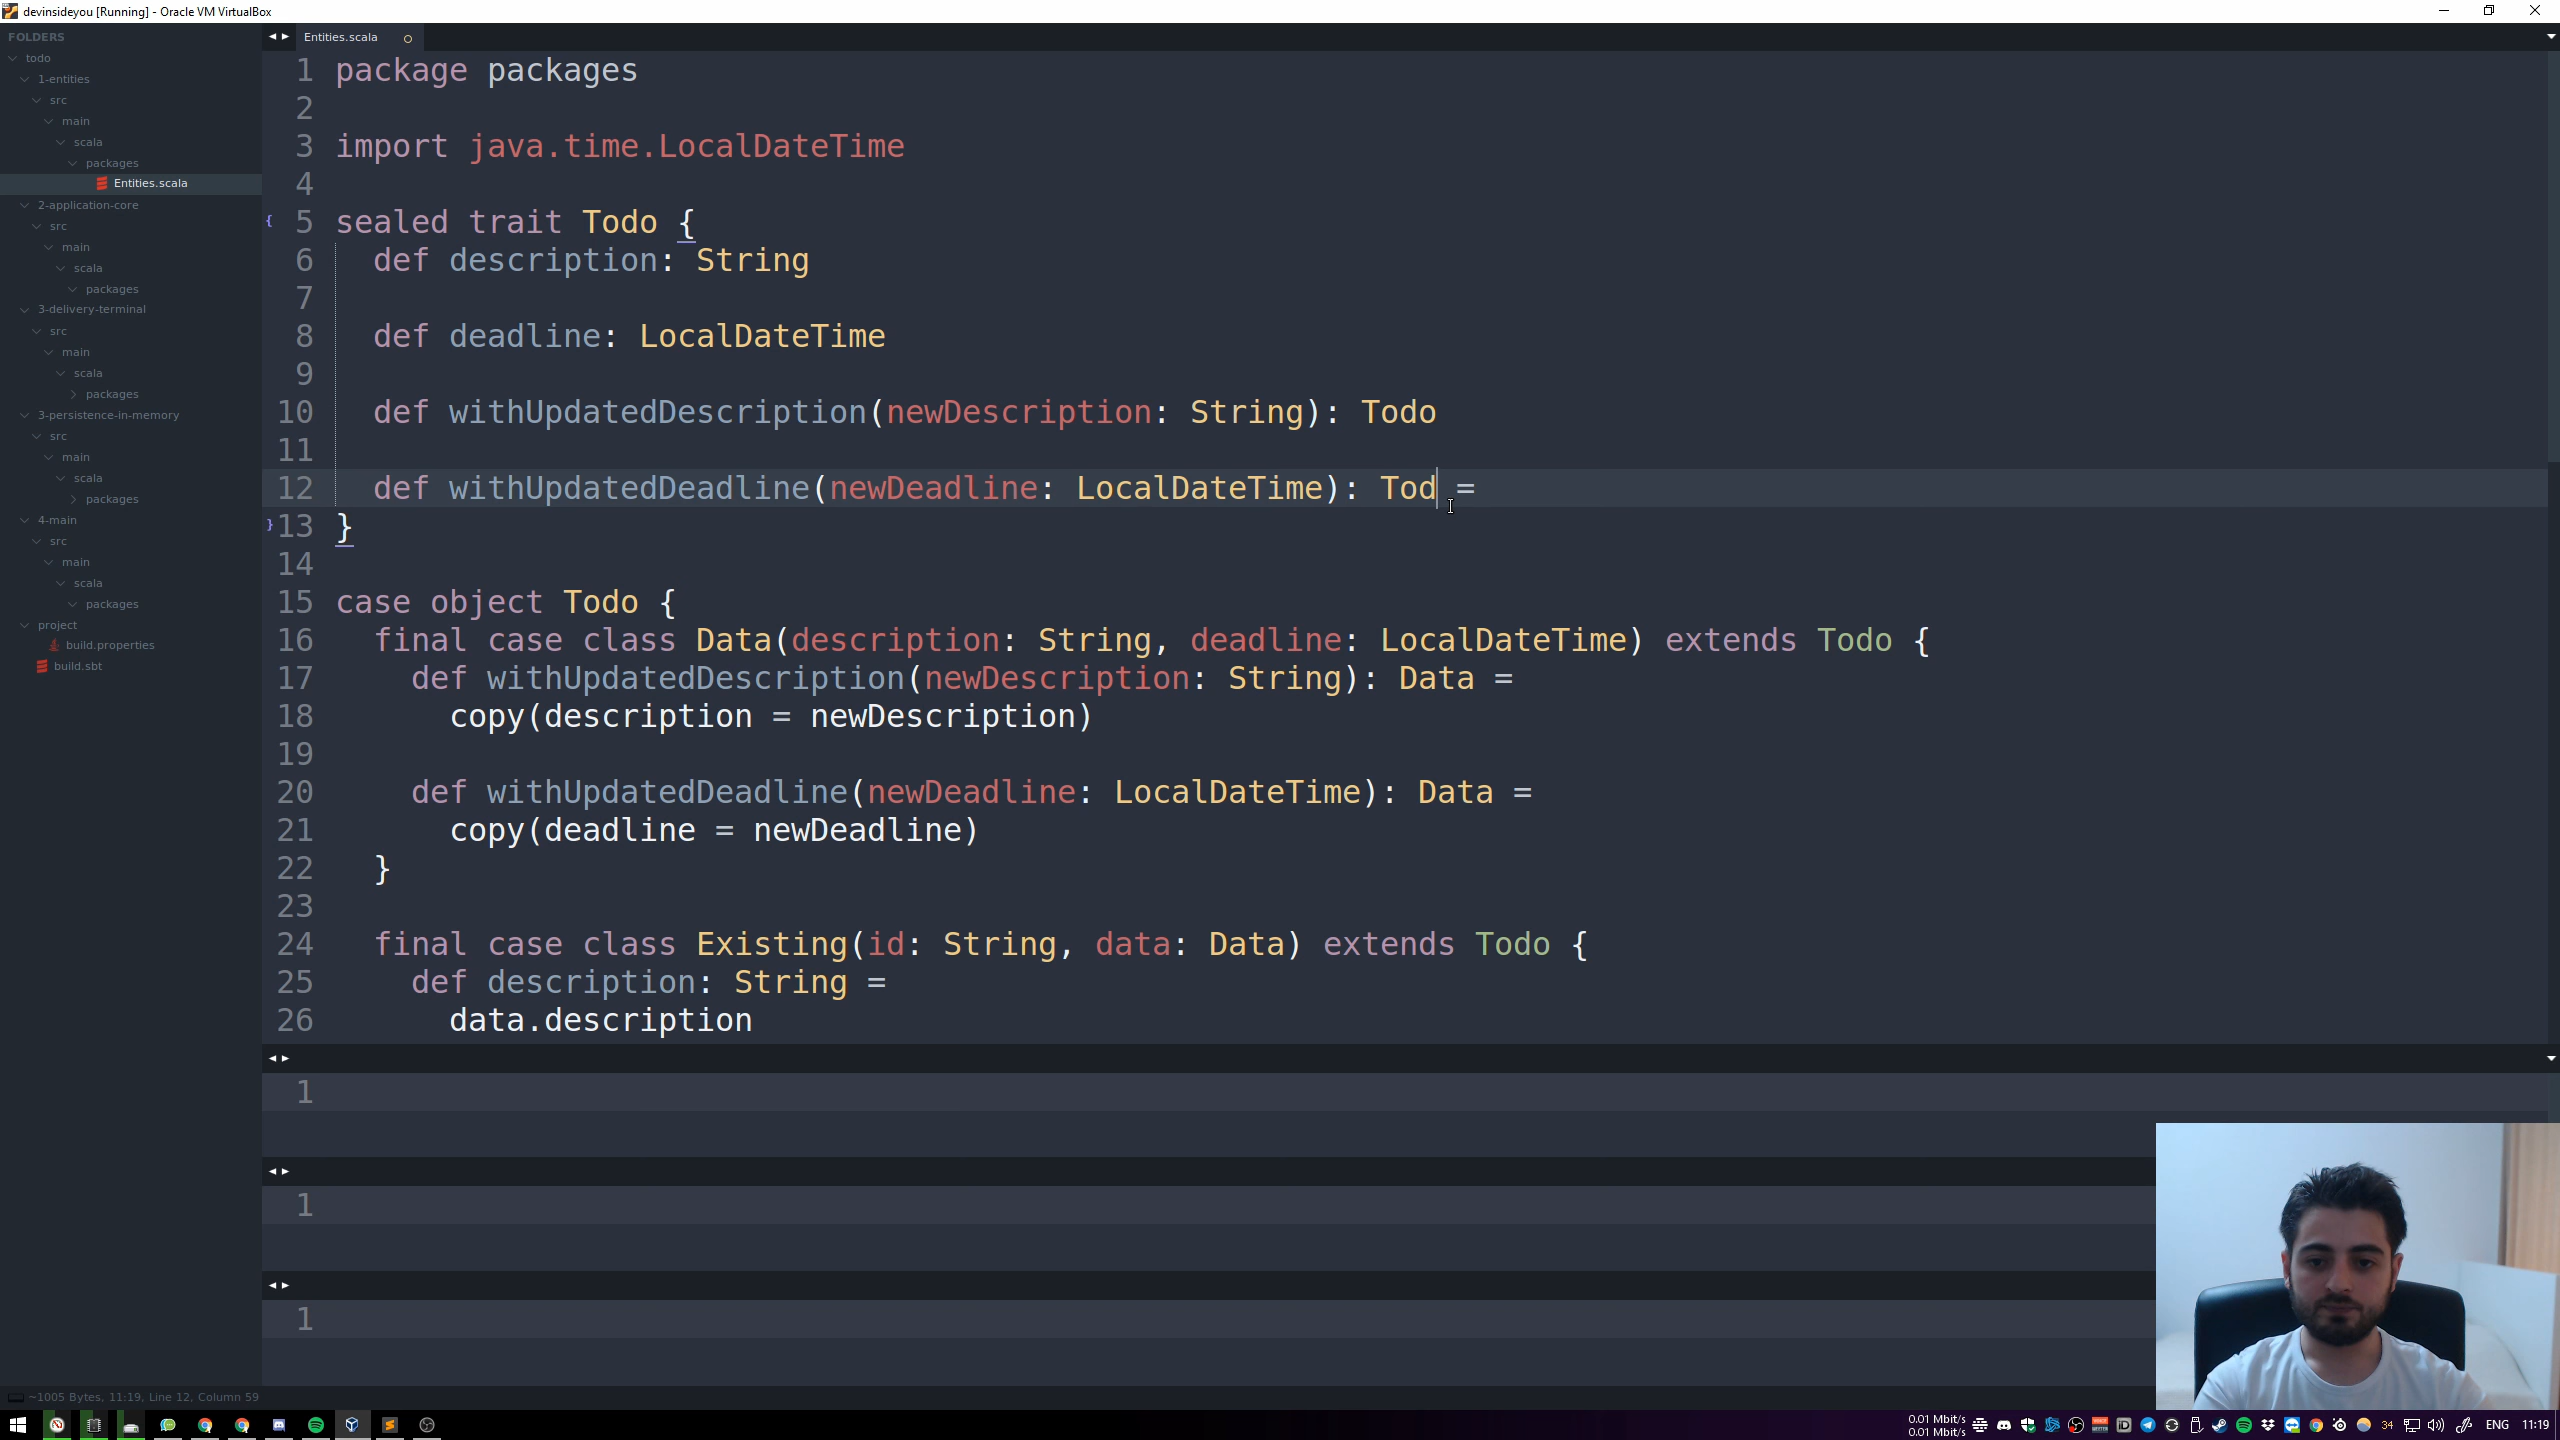 devinsideyou [Running] - Oracle VM VirtualBox
FOLDERS
todo
1-entities
src
main
scala
packages
Entities.scala
2-application-core
src
main
scala
packages
3-delivery-terminal
src
main
scala
packages
3-persistence-in-memory
src
main
scala
packages
4-main
src
main
scala
packages
project
build.properties
build.sbt
Entities.scala
1 package packages
2
3 import java.time.LocalDateTime
4
5 sealed trait Todo {
6   def description: String
7
8   def deadline: LocalDateTime
9
10   def withUpdatedDescription(newDescription: String): Todo
11
12   def withUpdatedDeadline(newDeadline: LocalDateTime): Tod =
13 }
14
15 case object Todo {
16   final case class Data(description: String, deadline: LocalDateTime) extends Todo {
17     def withUpdatedDescription(newDescription: String): Data =
18       copy(description = newDescription)
19
20     def withUpdatedDeadline(newDeadline: LocalDateTime): Data =
21       copy(deadline = newDeadline)
22   }
23
24   final case class Existing(id: String, data: Data) extends Todo {
25     def description: String =
26       data.description
1
1
1
~1005 Bytes, 11:19, Line 12, Column 59
0.01 Mbit/s
0.01 Mbit/s
34
ENG
11:19